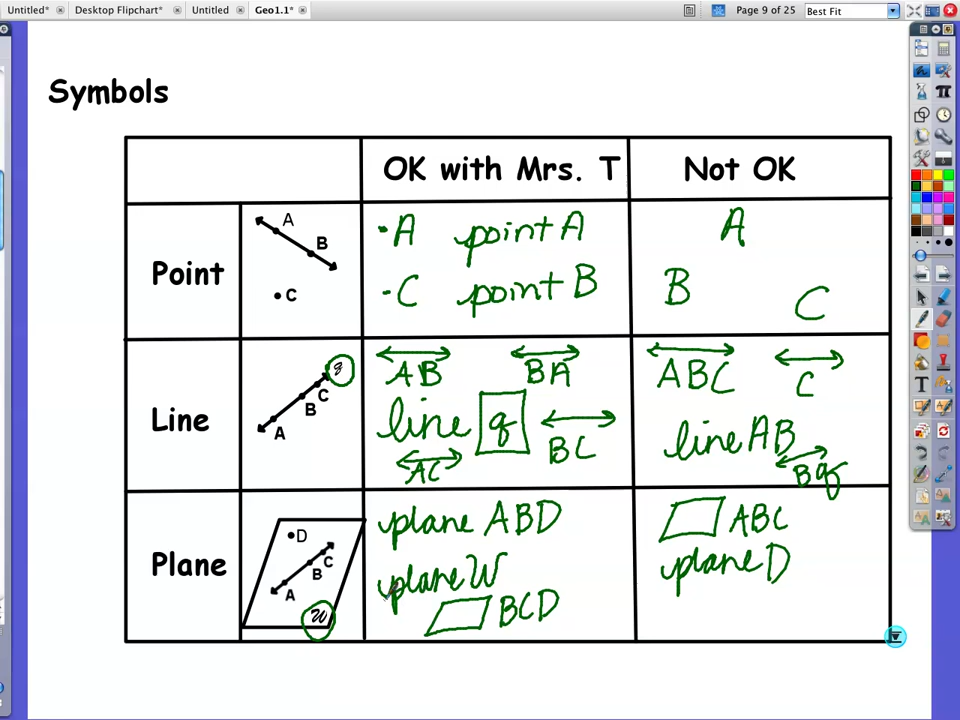 Untitled* Desktop Flipchart* Untitled Geo1.1* Page 9 of 25 Best Fit
Symbols
OK with Mrs. T Not OK
Point
A
B
C
•A point A
•C point B
A
B
C
Line
q
C
B
A
AB BA
line q BC
AC
ABC C
line AB
Bq
Plane
D
C
B
A
W
plane ABD
plane W
BCD
ABC
plane D
T